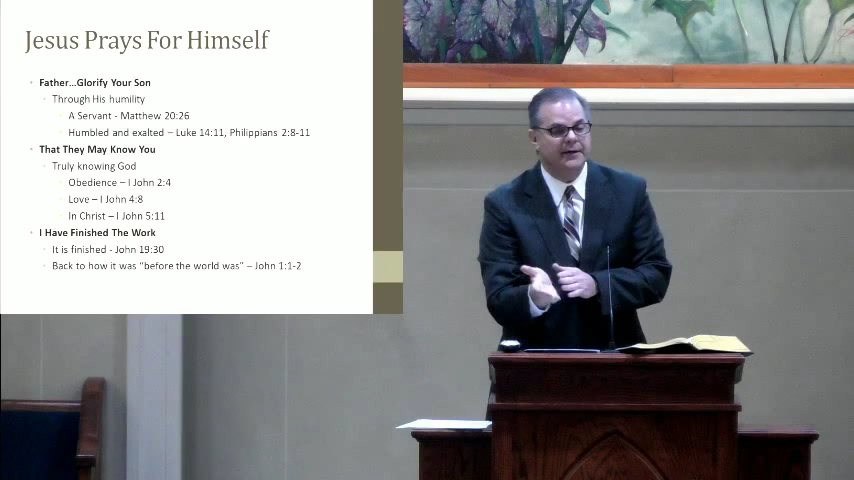 Jesus Prays For Himself
Father...Glorify Your Son
Through His humility
A Servant - Matthew 20:26
Humbled and exalted – Luke 14:11, Philippians 2:8-11
That They May Know You
Truly knowing God
Obedience – I John 2:4
Love – I John 4:8
In Christ – I John 5:11
I Have Finished The Work
It is finished - John 19:30
Back to how it was "before the world was" – John 1:1-2